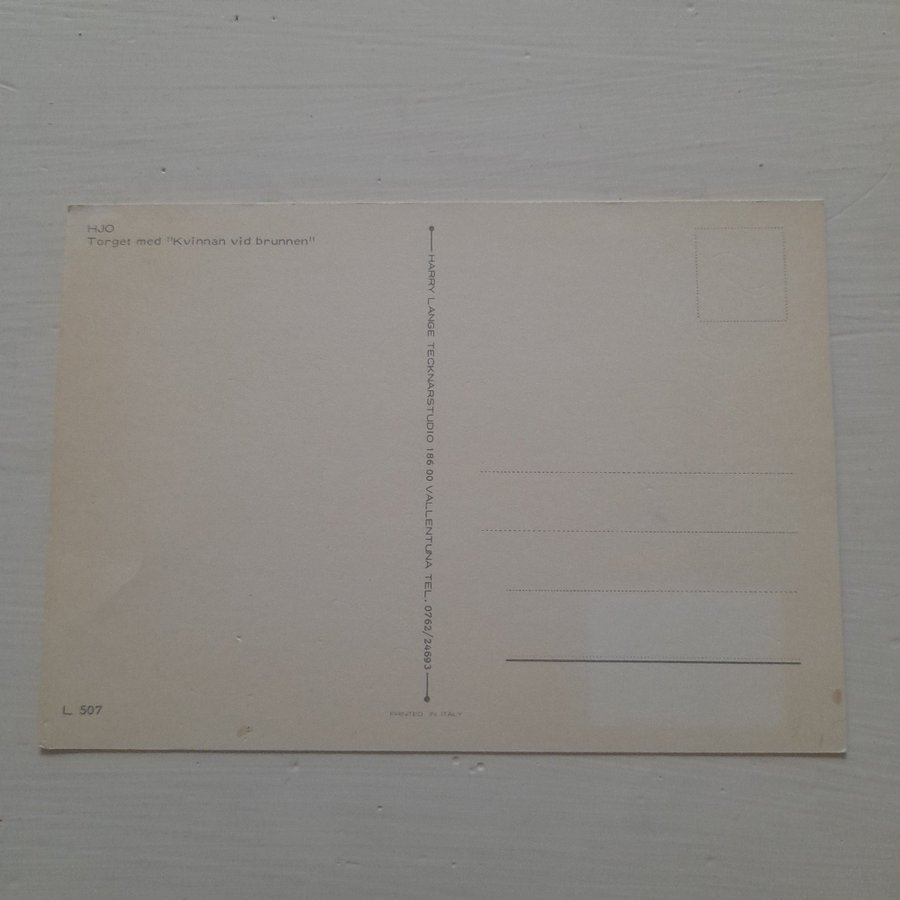 HJO
Torget med "Kvinnan vid brunnen"
HARRY LANGE TECKNARSTUDIO 186 00 VALLENTUNA TEL. 0762/24693
L 507
PRINTED IN ITALY